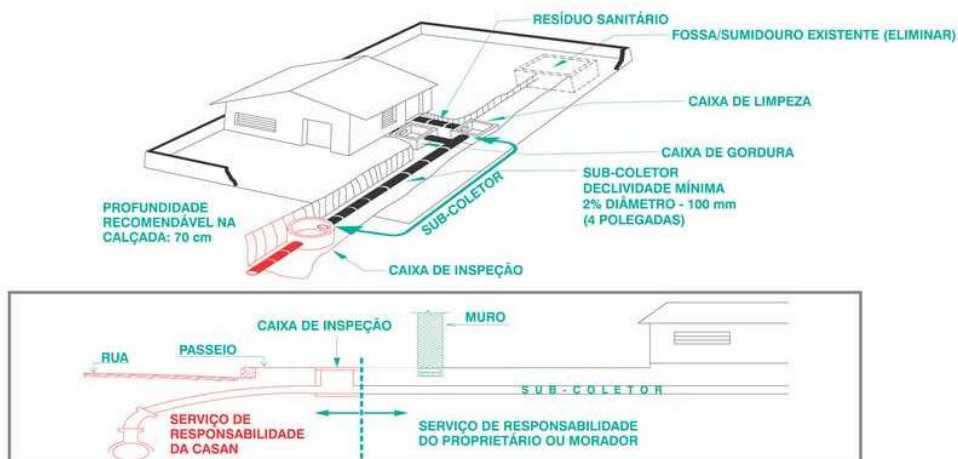 RESÍDUO SANITÁRIO
FOSSA/SUMIDOURO EXISTENTE (ELIMINAR)
CAIXA DE LIMPEZA
CAIXA DE GORDURA
SUB-COLETOR
DECLIVIDADE MÍNIMA
2% DIÂMETRO - 100 mm
(4 POLEGADAS)
SUB-COLETOR
PROFUNDIDADE
RECOMENDÁVEL NA
CALÇADA: 70 cm
CAIXA DE INSPEÇÃO
CAIXA DE INSPEÇÃO
MURO
RUA
PASSEIO
SUB-COLETOR
SERVIÇO DE
RESPONSABILIDADE
DA CASAN
SERVIÇO DE RESPONSABILIDADE
DO PROPRIETÁRIO OU MORADOR